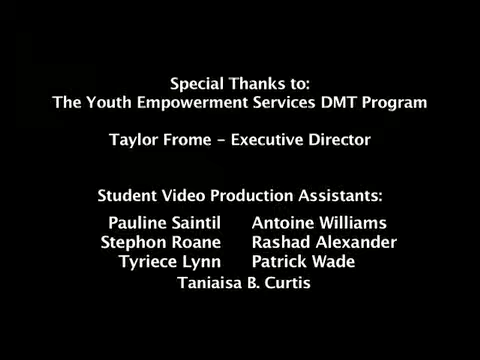 Special Thanks to:
The Youth Empowerment Services DMT Program
Taylor Frome - Executive Director
Student Video Production Assistants:
Pauline Saintil Antoine Williams
Stephon Roane Rashad Alexander
Tyriece Lynn Patrick Wade
Taniaisa B. Curtis